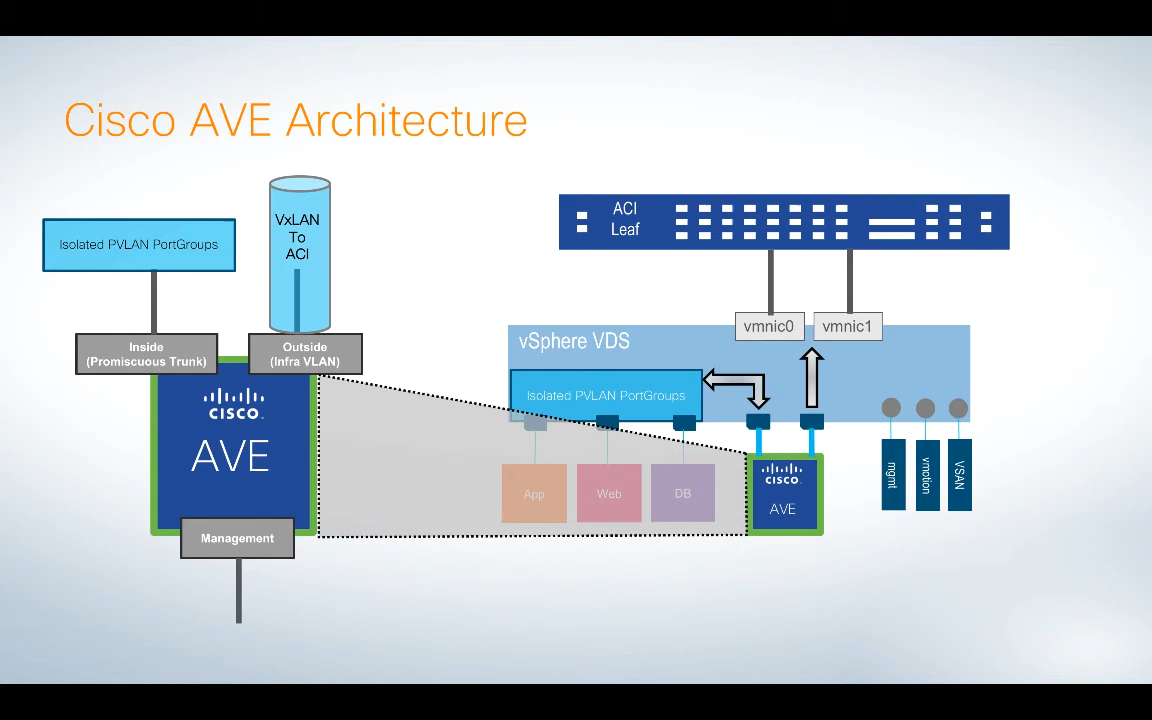 Cisco AVE Architecture
Isolated PVLAN PortGroups
VxLAN
To
ACI
Inside
(Promiscuous Trunk)
Outside
(Infra VLAN)
CISCO
AVE
Management
ACI
Leaf
vmnic0
vmnic1
vSphere VDS
Isolated PVLAN PortGroups
App
Web
DB
CISCO
AVE
mgmt
vmotion
VSAN